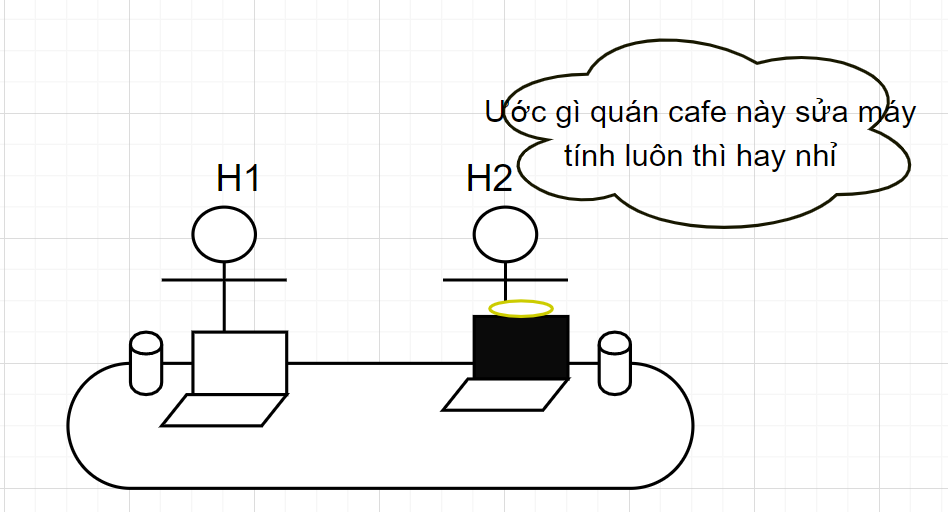 Ước gì quán cafe này sửa máy
tính luôn thì hay nhỉ
H1
H2